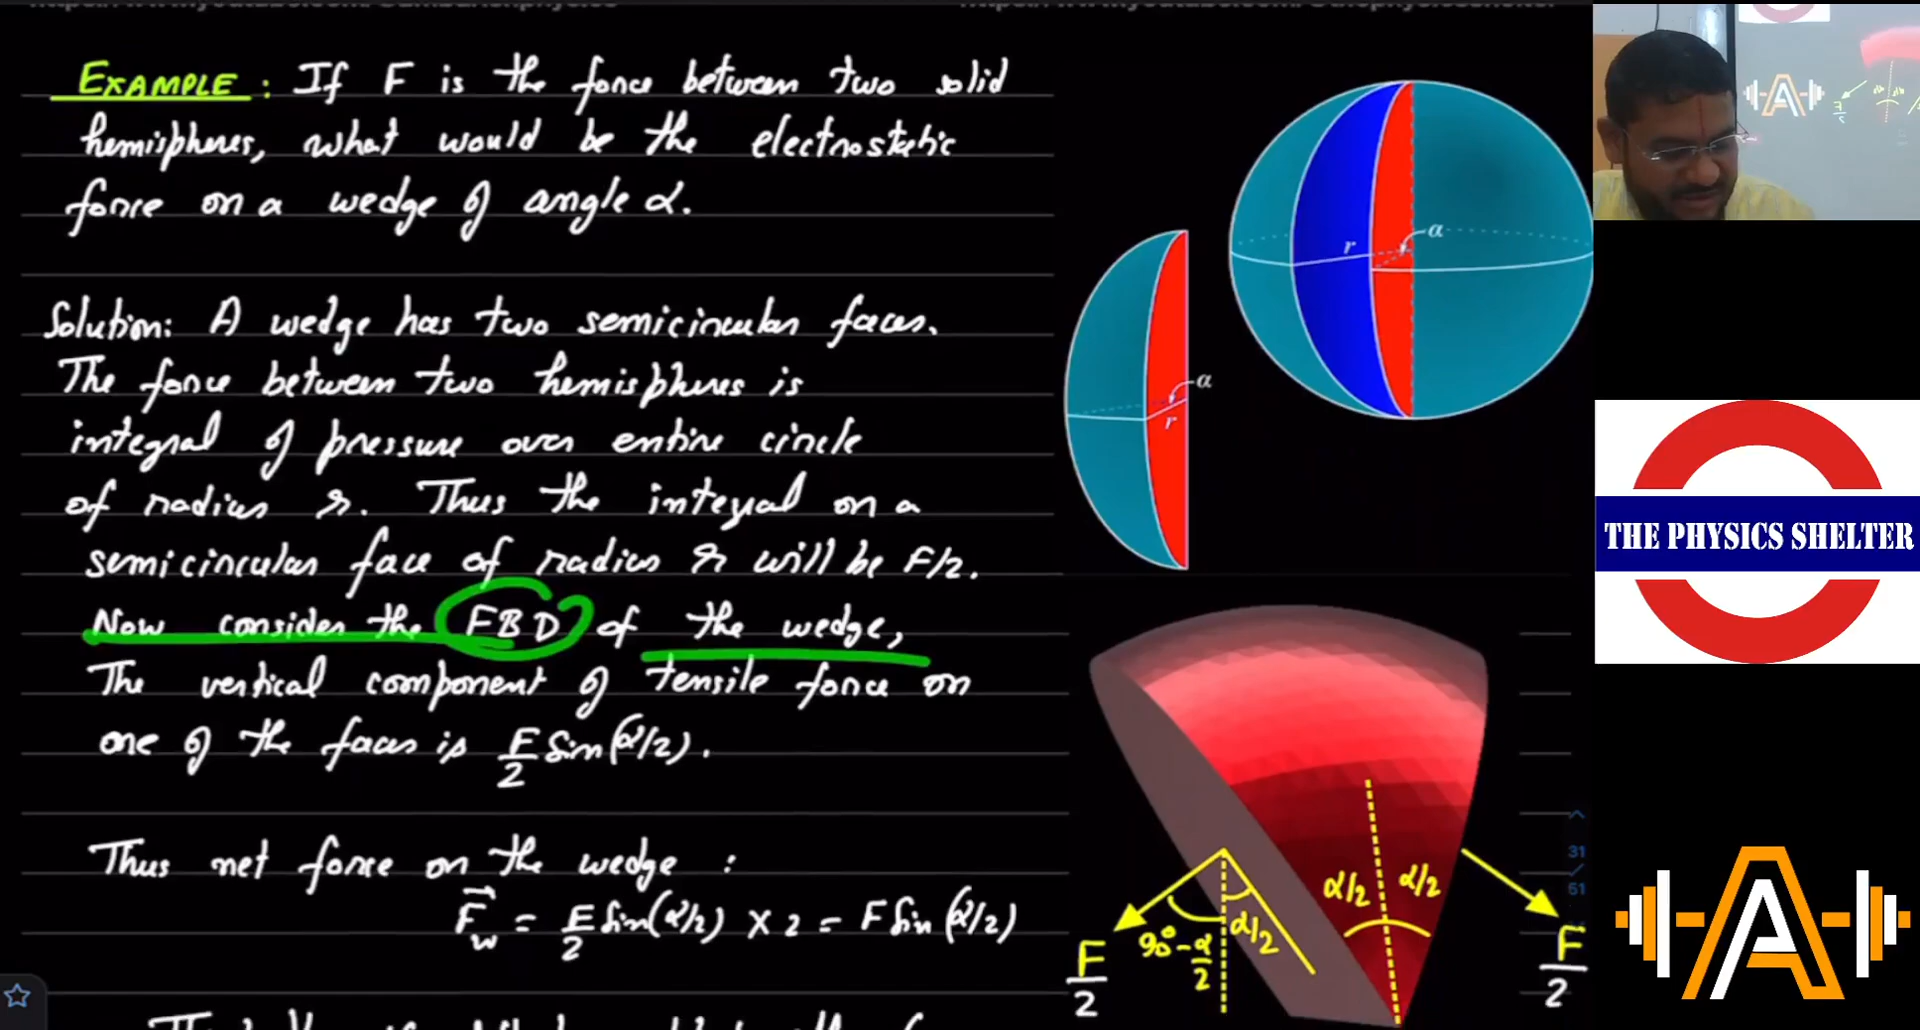 EXAMPLE: If F is the force between two solid
hemispheres, what would be the electrostatic
force on a wedge of angle α.
Solution: A wedge has two semicircular faces.
The force between two hemispheres is
integral of pressure over entire circle
of radius r. Thus the integral on a
semicircular face of radius r will be F/2.
Now consider the FBD of the wedge,
The vertical component of tensile force on
one of the faces is F/2 Sin(α/2).
Thus net force on the wedge :
F⃗w = F/2 Sin(α/2) × 2 = F Sin(α/2)
r
α
α
r
α/2
α/2
90° - α/2
α/2
F/2
F/2
31
51
THE PHYSICS SHELTER
A